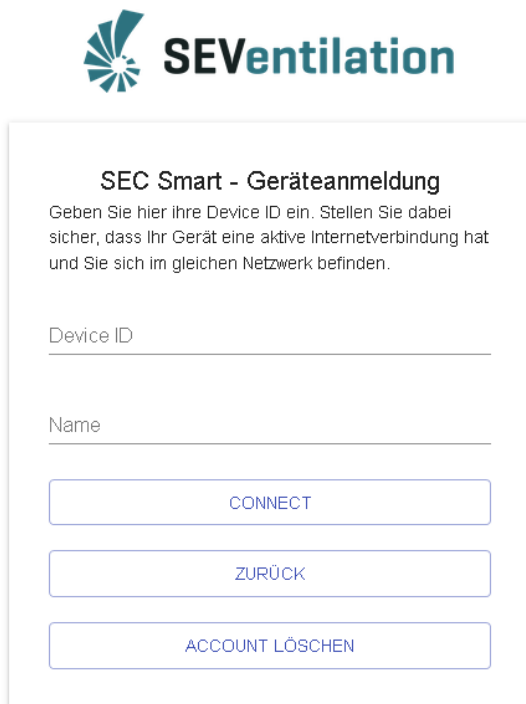 SEVentilation
SEC Smart - Geräteanmeldung
Geben Sie hier ihre Device ID ein. Stellen Sie dabei
sicher, dass Ihr Gerät eine aktive Internetverbindung hat
und Sie sich im gleichen Netzwerk befinden.
Device ID
Name
CONNECT
ZURÜCK
ACCOUNT LÖSCHEN